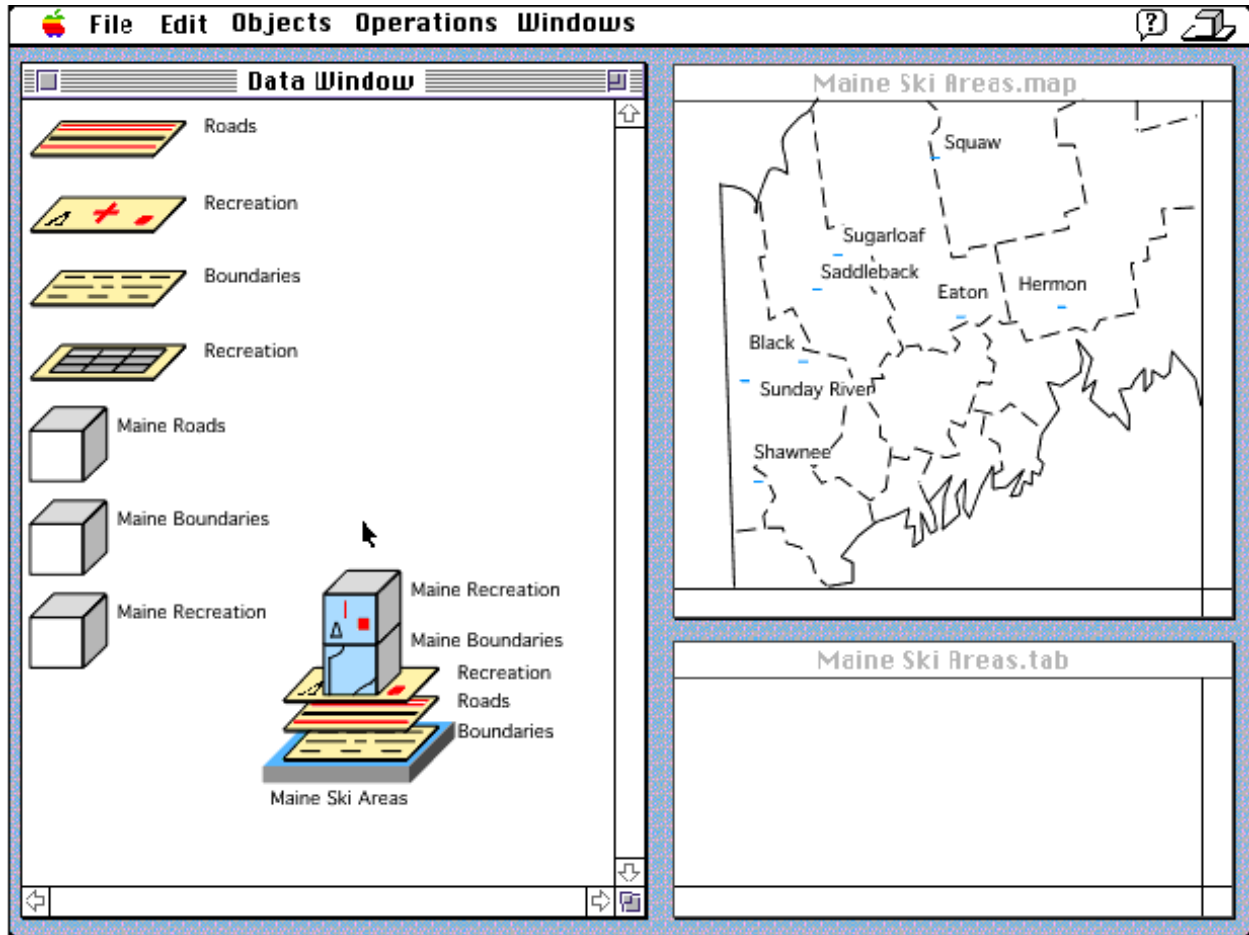 File Edit Objects Operations Windows ?
Data Window
Roads
Recreation
Boundaries
Recreation
Maine Roads
Maine Boundaries
Maine Recreation
Maine Recreation
Maine Boundaries
Recreation
Roads
Boundaries
Maine Ski Areas
Maine Ski Areas.map
Squaw
Sugarloaf
Saddleback
Eaton
Hermon
Black
Sunday River
Shawnee
Maine Ski Areas.tab